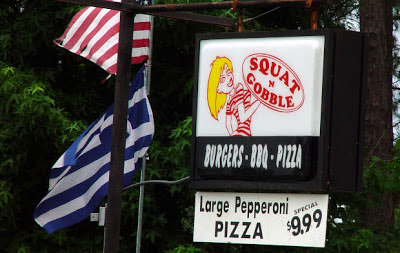 SQUAT
N
GOBBLE
BURGERS - BBQ - PIZZA
Large Pepperoni
PIZZA
SPECIAL
$9.99